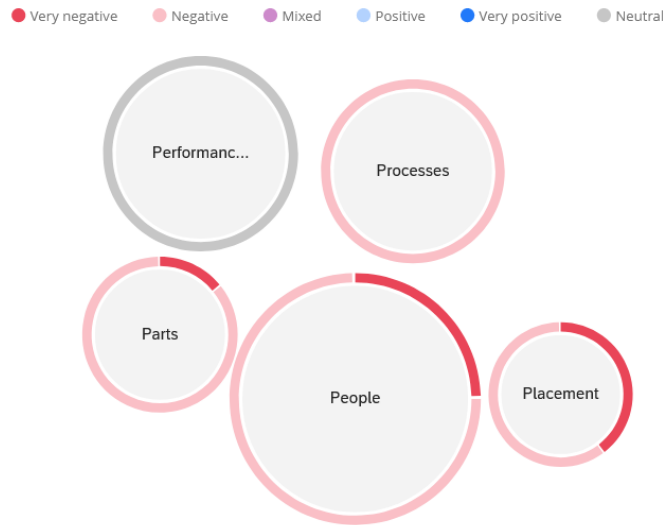 Very negative Negative Mixed Positive Very positive Neutral
Performanc...
Processes
Parts
People
Placement